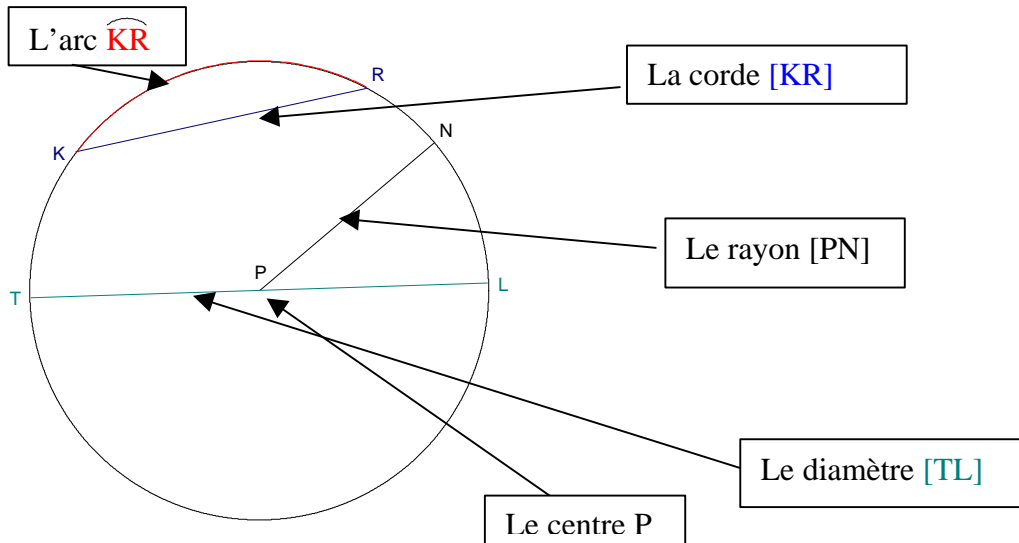 L'arc KR
R
La corde [KR]
N
K
Le rayon [PN]
P
T
L
Le diamètre [TL]
Le centre P